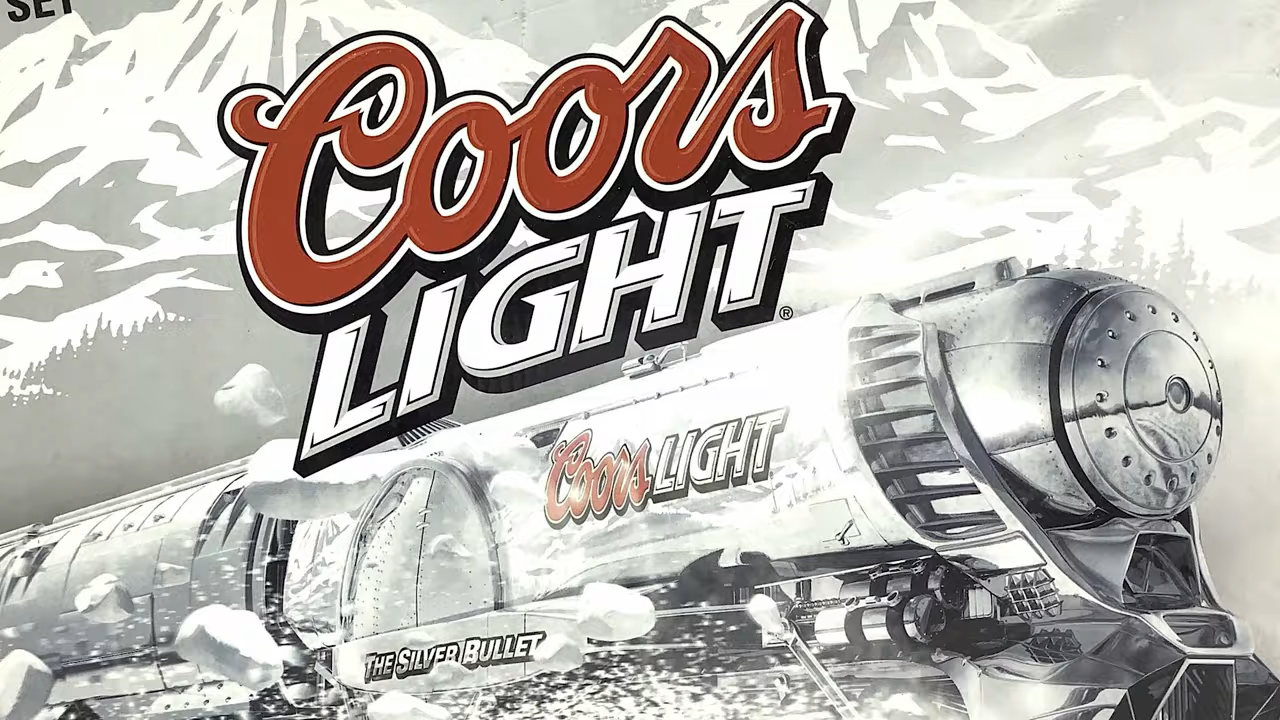 SET
Coors
LIGHT®
Coors LIGHT
THE SILVER BULLET